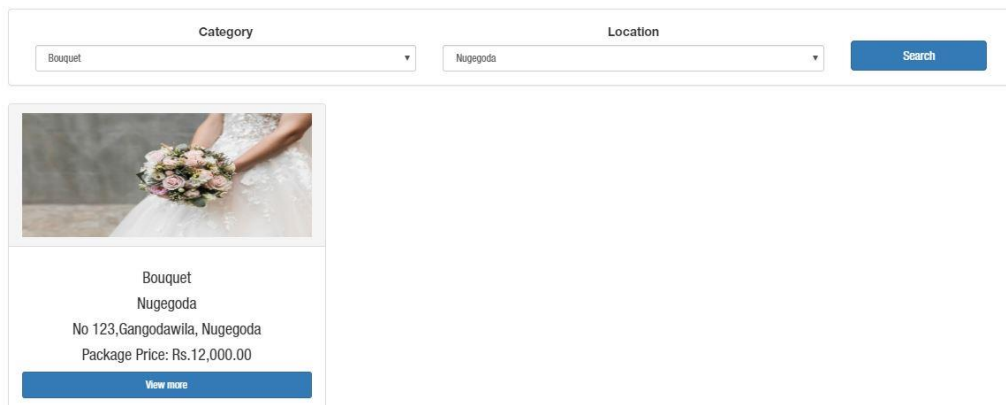 Category
Location
Bouquet
Nugegoda
Search
Bouquet
Nugegoda
No 123,Gangodawila, Nugegoda
Package Price: Rs.12,000.00
View more